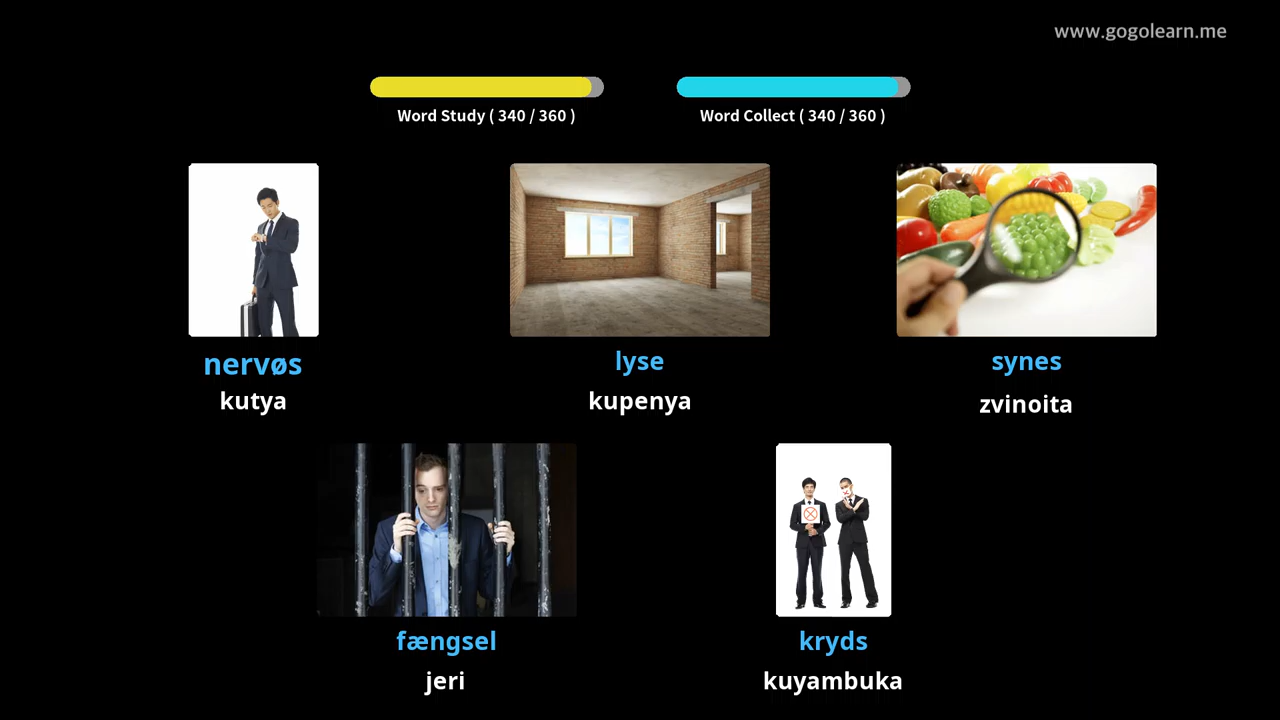 www.gogolearn.me
Word Study ( 340 / 360 )
Word Collect ( 340 / 360 )
nervøs
kutya
lyse
kupenya
synes
zvinoita
fængsel
jeri
kryds
kuyambuka